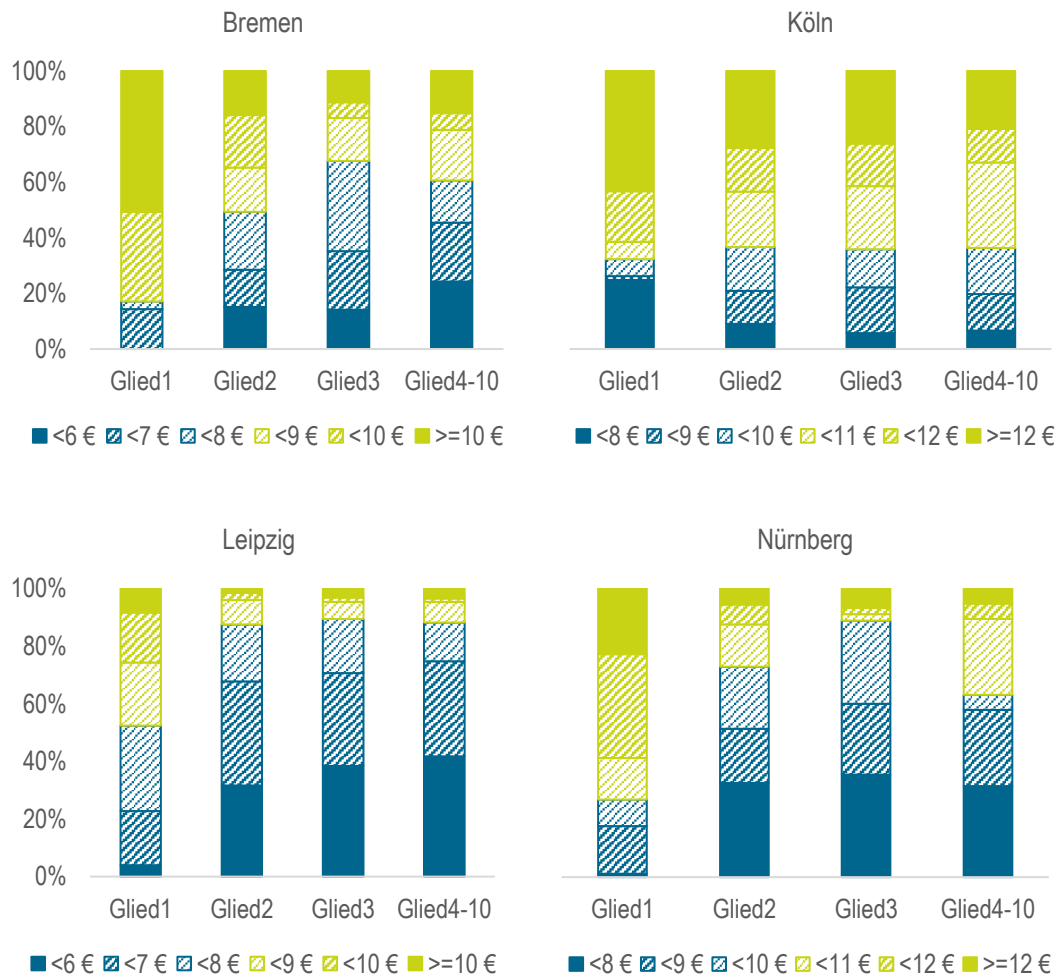 Bremen
100%
80%
60%
40%
20%
0%
Glied1 Glied2 Glied3 Glied4-10
<6 € <7 € <8 € <9 € <10 € >=10 €
Köln
Glied1 Glied2 Glied3 Glied4-10
<8 € <9 € <10 € <11 € <12 € >=12 €
Leipzig
100%
80%
60%
40%
20%
0%
Glied1 Glied2 Glied3 Glied4-10
<6 € <7 € <8 € <9 € <10 € >=10 €
Nürnberg
Glied1 Glied2 Glied3 Glied4-10
<8 € <9 € <10 € <11 € <12 € >=12 €